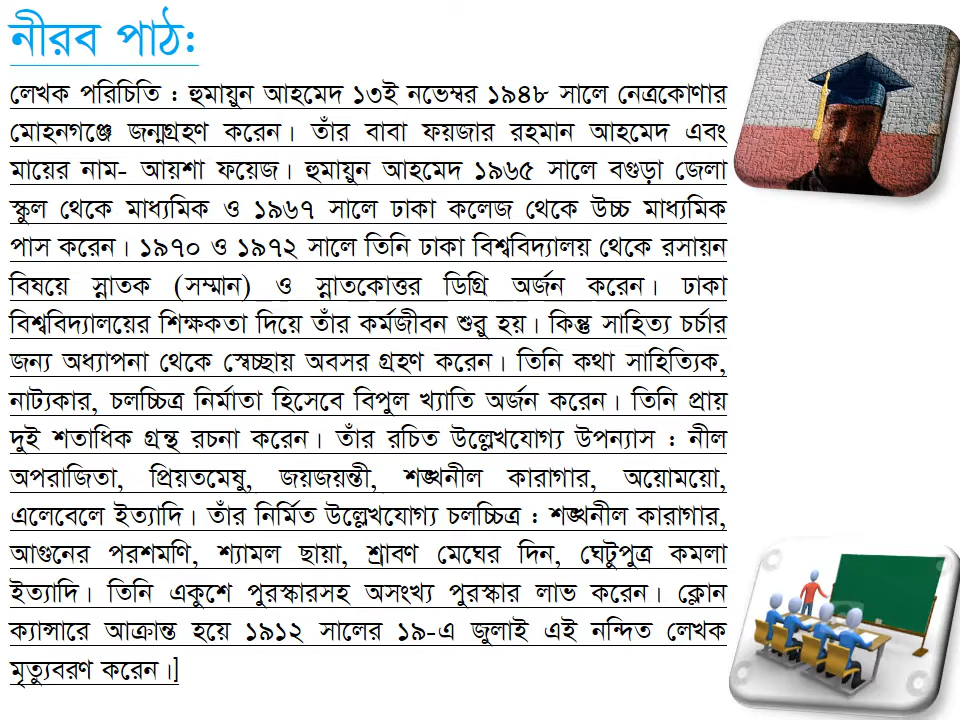 নীরব পাঠ:
লেখক পরিচিতি : হুমায়ুন আহমেদ ১৩ই নভেম্বর ১৯৪৮ সালে নেত্রকোণার
মোহনগঞ্জে জন্মগ্রহণ করেন। তাঁর বাবা ফয়জার রহমান আহমেদ এবং
মায়ের নাম- আয়শা ফয়েজ। হুমায়ুন আহমেদ ১৯৬৫ সালে বগুড়া জেলা
স্কুল থেকে মাধ্যমিক ও ১৯৬৭ সালে ঢাকা কলেজ থেকে উচ্চ মাধ্যমিক
পাস করেন। ১৯৭০ ও ১৯৭২ সালে তিনি ঢাকা বিশ্ববিদ্যালয় থেকে রসায়ন
বিষয়ে স্নাতক (সম্মান) ও স্নাতকোত্তর ডিগ্রি অর্জন করেন। ঢাকা
বিশ্ববিদ্যালয়ের শিক্ষকতা দিয়ে তাঁর কর্মজীবন শুরু হয়। কিন্তু সাহিত্য চর্চার
জন্য অধ্যাপনা থেকে স্বেচ্ছায় অবসর গ্রহণ করেন। তিনি কথা সাহিত্যিক,
নাট্যকার, চলচ্চিত্র নির্মাতা হিসেবে বিপুল খ্যাতি অর্জন করেন। তিনি প্রায়
দুই শতাধিক গ্রন্থ রচনা করেন। তাঁর রচিত উল্লেখযোগ্য উপন্যাস : নীল
অপরাজিতা, প্রিয়তমেষু, জয়জয়ন্তী, শঙ্খনীল কারাগার, অয়োময়ো,
এলেবেলে ইত্যাদি। তাঁর নির্মিত উল্লেখযোগ্য চলচ্চিত্র : শঙ্খনীল কারাগার,
আগুনের পরশমণি, শ্যামল ছায়া, শ্রাবণ মেঘের দিন, ঘেটুপুত্র কমলা
ইত্যাদি। তিনি একুশে পুরস্কারসহ অসংখ্য পুরস্কার লাভ করেন। ক্লোন
ক্যান্সারে আক্রান্ত হয়ে ১৯১২ সালের ১৯-এ জুলাই এই নন্দিত লেখক
মৃত্যুবরণ করেন।]